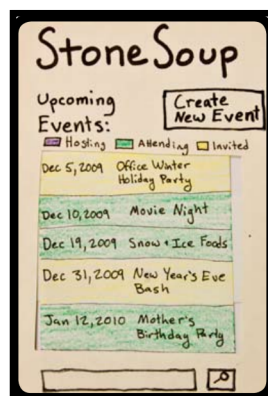 StoneSoup
Upcoming
Events:
Create
New Event
Hosting Attending Invited
Dec 5, 2009 Office Winter
Holiday Party
Dec 10, 2009 Movie Night
Dec 19, 2009 Snow + Ice Foods
Dec 31, 2009 New Year's Eve
Bash
Jan 12, 2010 Mother's
Birthday Party